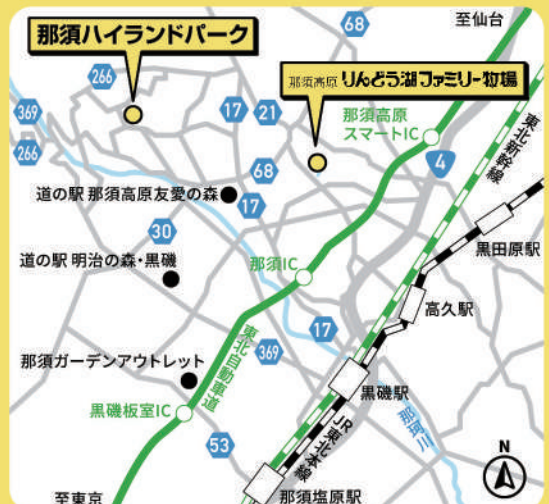 68
至仙台
那須ハイランドパーク
266
那須高原 りんどう湖ファミリー牧場
369
17
21
那須高原
スマートIC
4
東北新幹線
266
68
道の駅 那須高原友愛の森
17
30
黒田原駅
道の駅 明治の森・黒磯
那須IC
高久駅
17
東北自動車道
369
那須ガーデンアウトレット
黒磯駅
黒磯板室IC
JR東北本線
那珂川
53
N
至東京
那須塩原駅